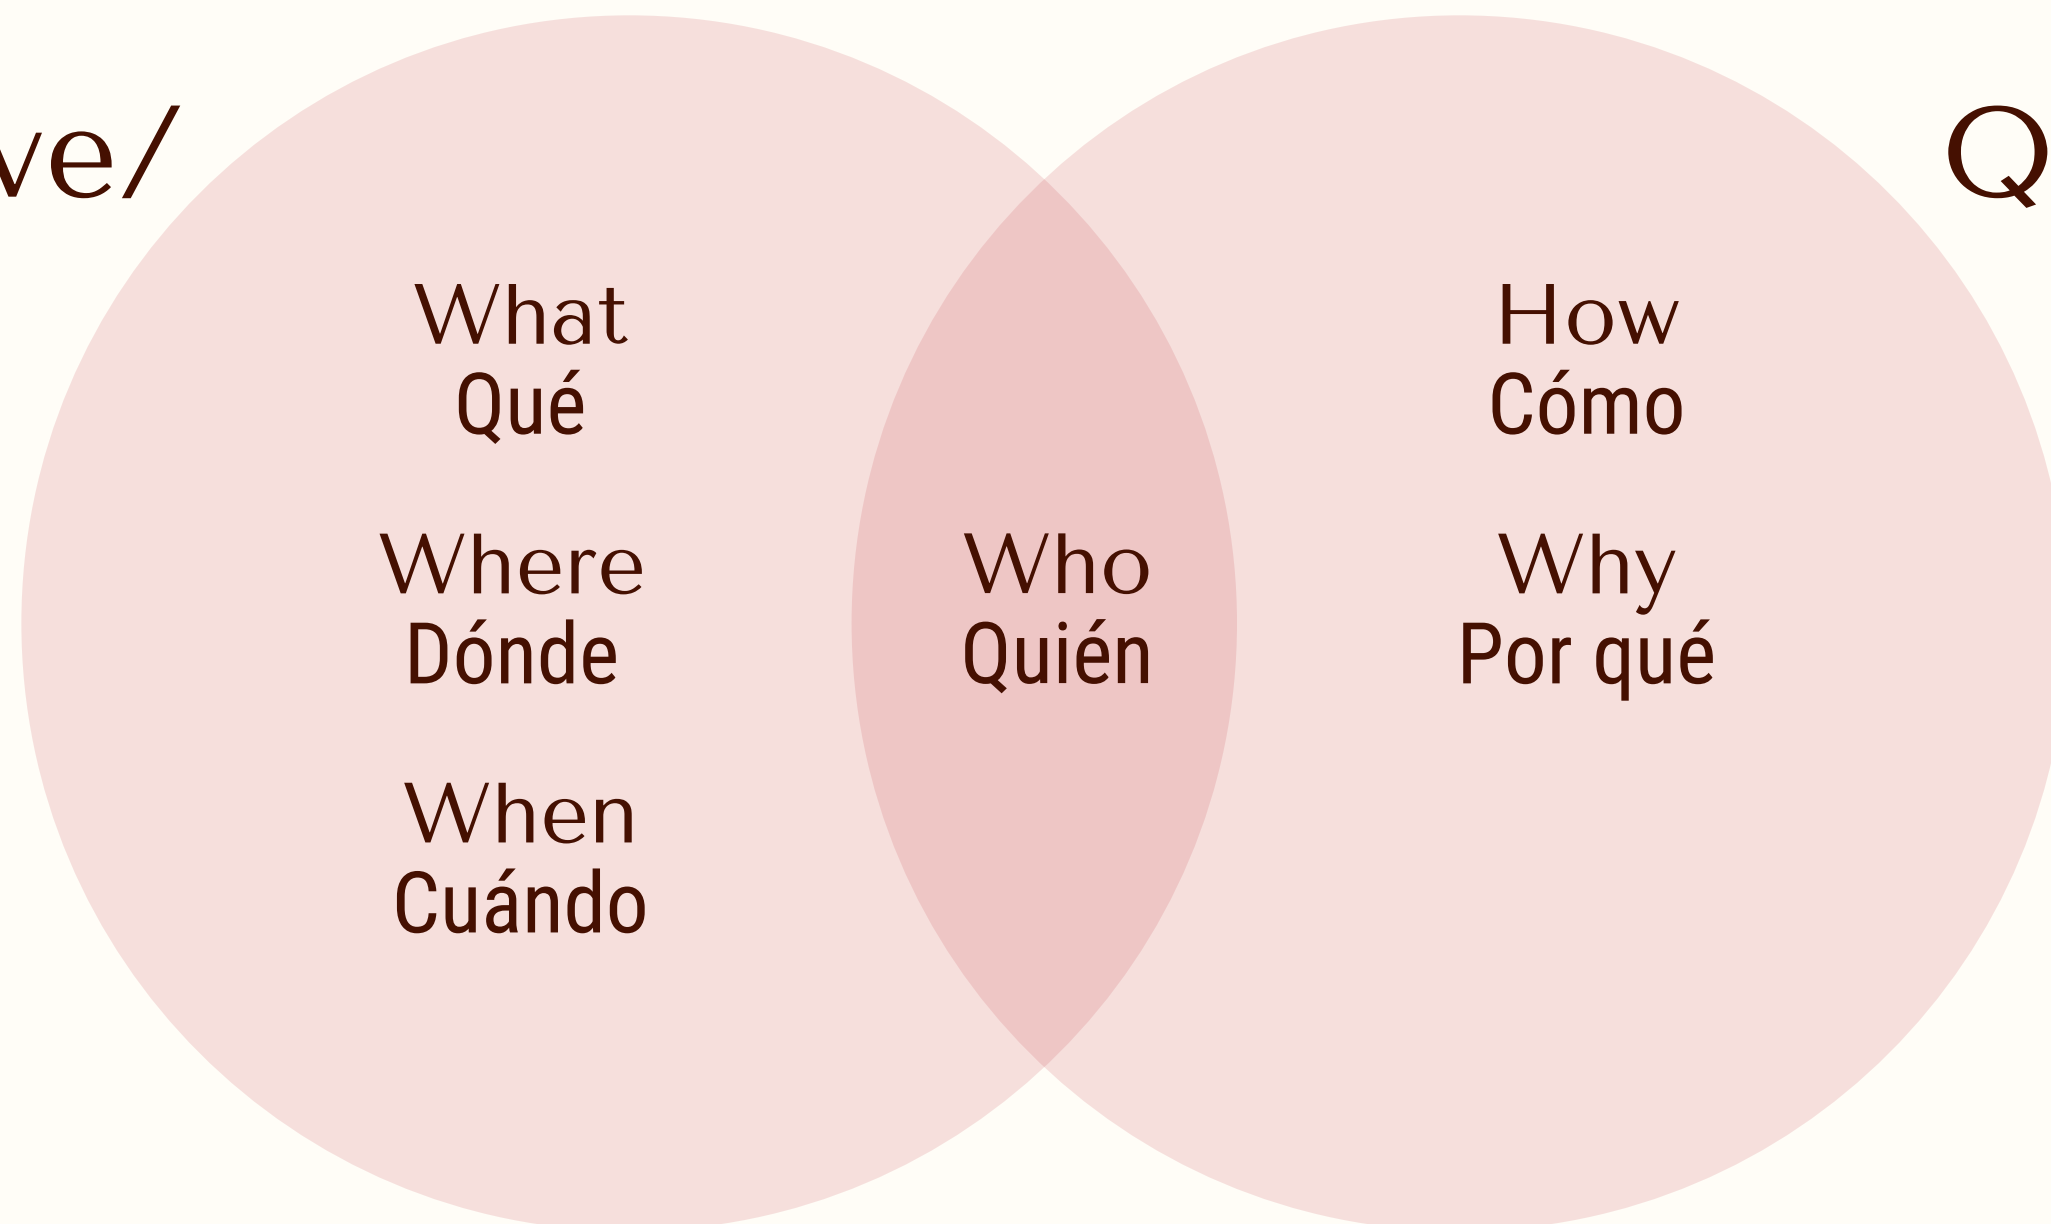 ve/
Q
What
Qué
Where
Dónde
When
Cuándo
Who
Quién
How
Cómo
Why
Por qué